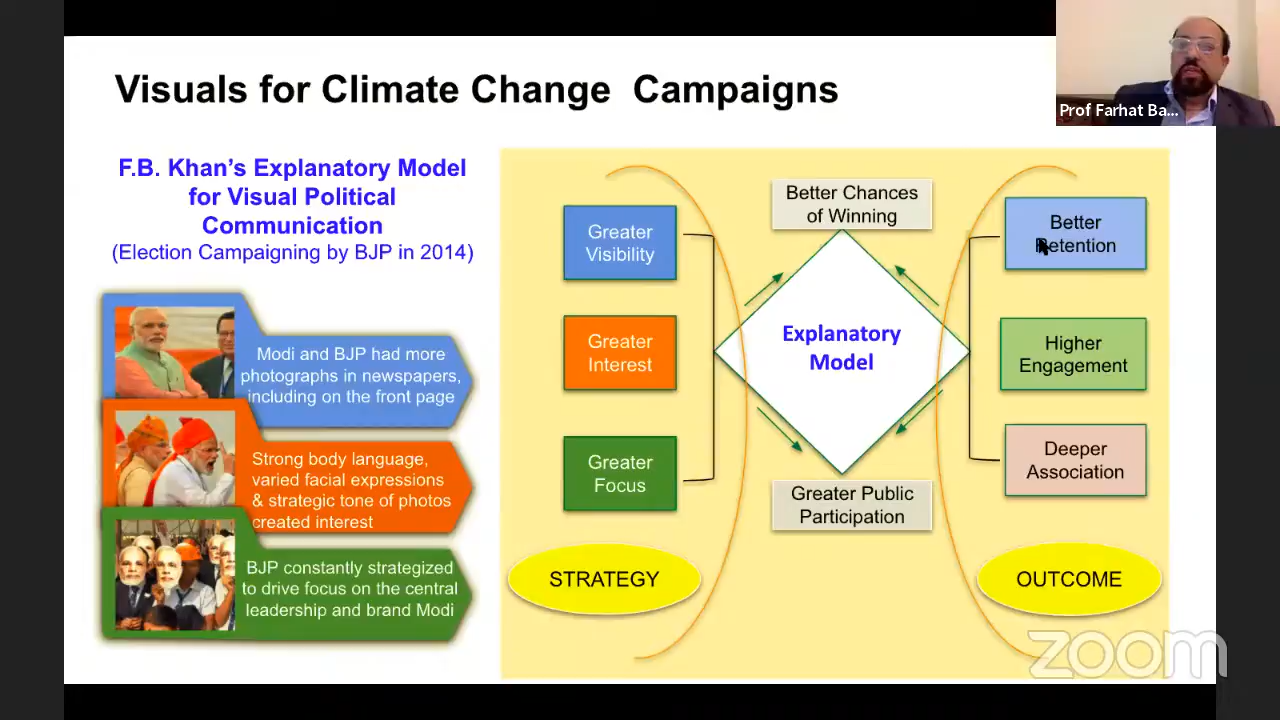 Visuals for Climate Change Campaigns
Prof Farhat Ba...
F.B. Khan's Explanatory Model
for Visual Political
Communication
(Election Campaigning by BJP in 2014)
Modi and BJP had more
photographs in newspapers,
including on the front page
Strong body language,
varied facial expressions
& strategic tone of photos
created interest
BJP constantly strategized
to drive focus on the central
leadership and brand Modi
Greater
Visibility
Greater
Interest
Greater
Focus
STRATEGY
Better Chances
of Winning
Explanatory
Model
Greater Public
Participation
Better
Retention
Higher
Engagement
Deeper
Association
OUTCOME
zoom